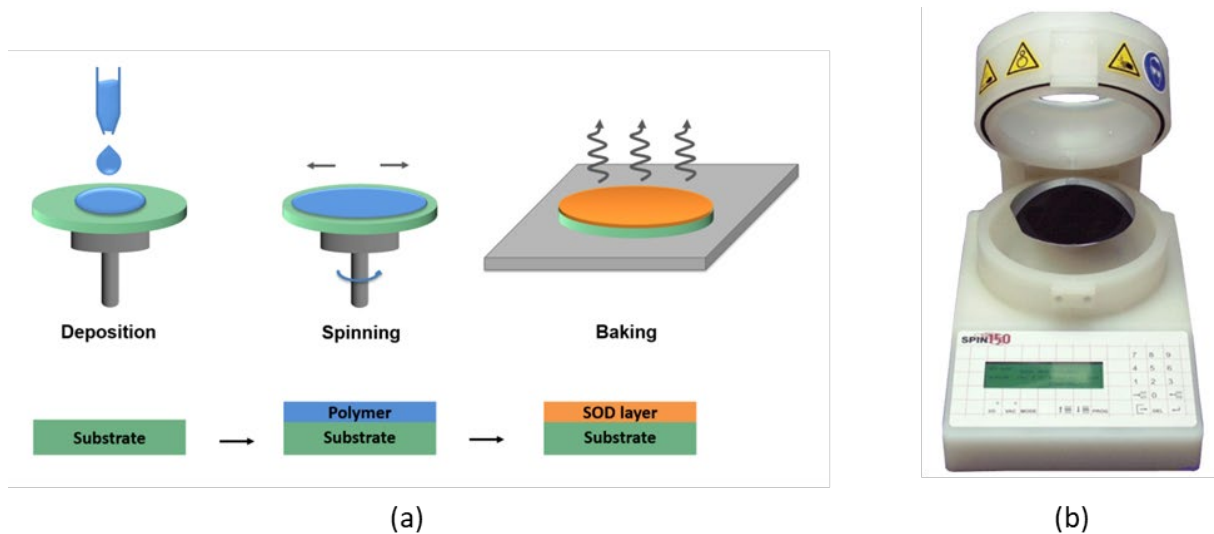 Deposition
Spinning
Baking
Substrate
Polymer
Substrate
SOD layer
Substrate
SPIN150
7 8 9
4 5 6
1 2 3
0
VAC MODE PROG DEL
(a)
(b)